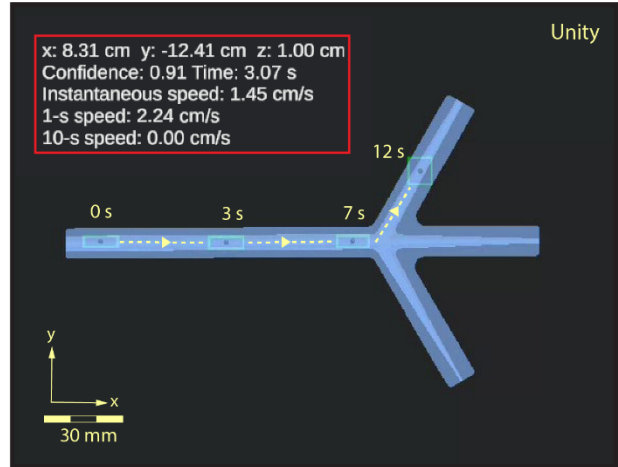 Unity
x: 8.31 cm y: -12.41 cm z: 1.00 cm
Confidence: 0.91 Time: 3.07 s
Instantaneous speed: 1.45 cm/s
1-s speed: 2.24 cm/s
10-s speed: 0.00 cm/s
12 s
0 s
3 s
7 s
y
x
30 mm